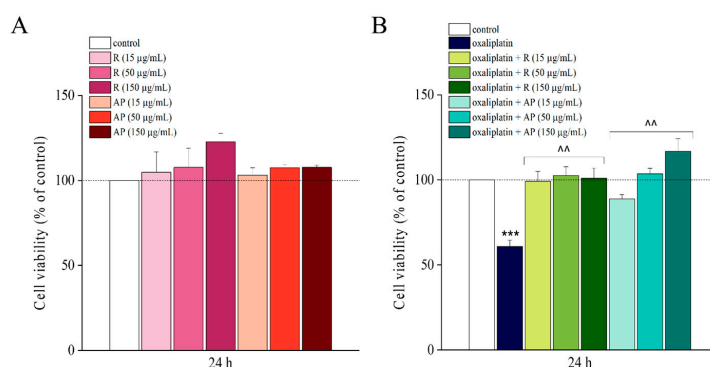 A
control
R (15 µg/mL)
R (50 µg/mL)
R (150 µg/mL)
AP (15 µg/mL)
AP (50 µg/mL)
AP (150 µg/mL)
Cell viability (% of control)
150
100
50
0
24 h
B
control
oxaliplatin
oxaliplatin + R (15 µg/mL)
oxaliplatin + R (50 µg/mL)
oxaliplatin + R (150 µg/mL)
oxaliplatin + AP (15 µg/mL)
oxaliplatin + AP (50 µg/mL)
oxaliplatin + AP (150 µg/mL)
Cell viability (% of control)
150
100
50
0
***
^^
^^
24 h